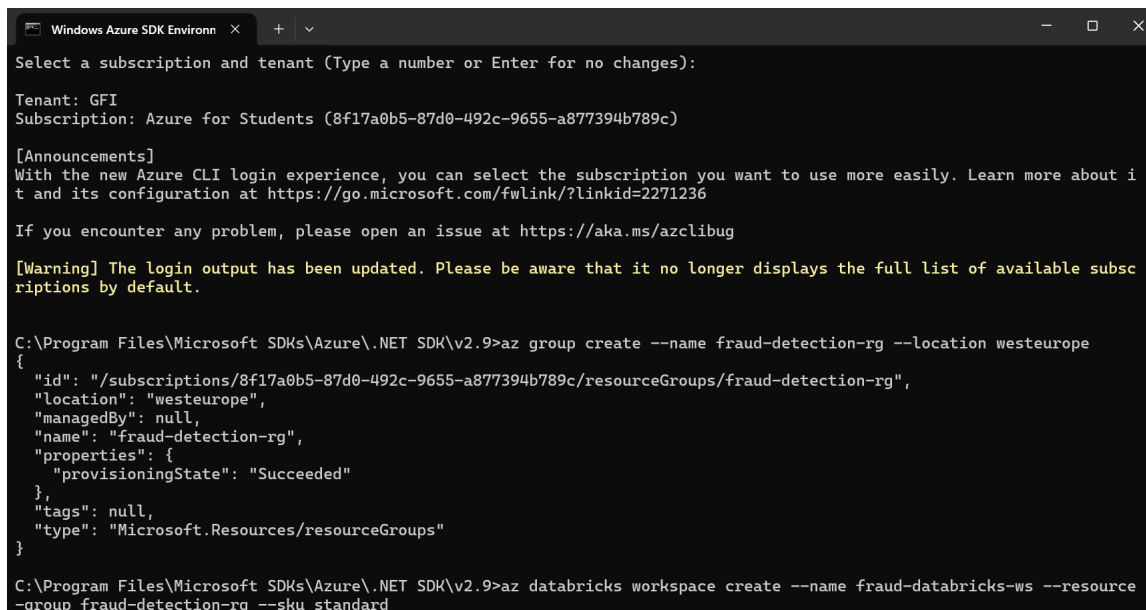 Windows Azure SDK Environn
Select a subscription and tenant (Type a number or Enter for no changes):
Tenant: GFI
Subscription: Azure for Students (8f17a0b5-87d0-492c-9655-a877394b789c)
[Announcements]
With the new Azure CLI login experience, you can select the subscription you want to use more easily. Learn more about i
t and its configuration at https://go.microsoft.com/fwlink/?linkid=2271236
If you encounter any problem, please open an issue at https://aka.ms/azclibug
[Warning] The login output has been updated. Please be aware that it no longer displays the full list of available subsc
riptions by default.
C:\Program Files\Microsoft SDKs\Azure\.NET SDK\v2.9>az group create --name fraud-detection-rg --location westeurope
{
  "id": "/subscriptions/8f17a0b5-87d0-492c-9655-a877394b789c/resourceGroups/fraud-detection-rg",
  "location": "westeurope",
  "managedBy": null,
  "name": "fraud-detection-rg",
  "properties": {
    "provisioningState": "Succeeded"
  },
  "tags": null,
  "type": "Microsoft.Resources/resourceGroups"
}
C:\Program Files\Microsoft SDKs\Azure\.NET SDK\v2.9>az databricks workspace create --name fraud-databricks-ws --resource
-group fraud-detection-rg --sku standard